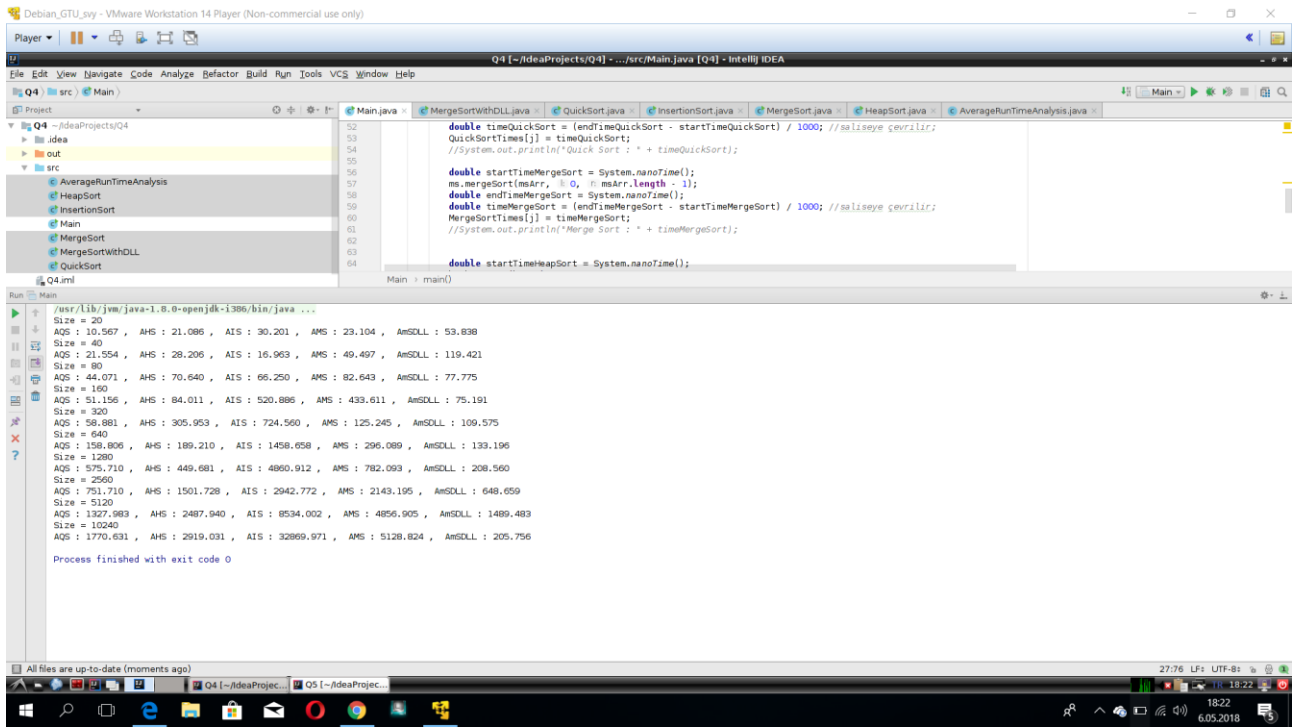 Debian_GTU_svy - VMware Workstation 14 Player (Non-commercial use only)
Player
Q4 [~/IdeaProjects/Q4] - .../src/Main.java [Q4] - IntelliJ IDEA
File Edit View Navigate Code Analyze Refactor Build Run Tools VCS Window Help
Q4 src Main
Main
Project
Main.java MergeSortWithDLL.java QuickSort.java InsertionSort.java MergeSort.java HeapSort.java AverageRunTimeAnalysis.java
Q4 ~/IdeaProjects/Q4
.idea
out
src
AverageRunTimeAnalysis
HeapSort
InsertionSort
Main
MergeSort
MergeSortWithDLL
QuickSort
Q4.iml
52 double timeQuickSort = (endTimeQuickSort - startTimeQuickSort) / 1000; //saliseye çevrilir;
53 QuickSortTimes[j] = timeQuickSort;
54 //System.out.println("Quick Sort : " + timeQuickSort);
55
56 double startTimeMergeSort = System.nanoTime();
57 ms.mergeSort(msArr, l: 0, r: msArr.length - 1);
58 double endTimeMergeSort = System.nanoTime();
59 double timeMergeSort = (endTimeMergeSort - startTimeMergeSort) / 1000; //saliseye çevrilir;
60 MergeSortTimes[j] = timeMergeSort;
61 //System.out.println("Merge Sort : " + timeMergeSort);
62
63
64 double startTimeHeapSort = System.nanoTime();
Main › main()
Run Main
/usr/lib/jvm/java-1.8.0-openjdk-i386/bin/java ...
Size = 20
AQS : 10.567 , AHS : 21.086 , AIS : 30.201 , AMS : 23.104 , AmSDLL : 53.838
Size = 40
AQS : 21.554 , AHS : 28.206 , AIS : 16.963 , AMS : 49.497 , AmSDLL : 119.421
Size = 80
AQS : 44.071 , AHS : 70.640 , AIS : 66.250 , AMS : 82.643 , AmSDLL : 77.775
Size = 160
AQS : 51.156 , AHS : 84.011 , AIS : 520.886 , AMS : 433.611 , AmSDLL : 75.191
Size = 320
AQS : 58.881 , AHS : 305.953 , AIS : 724.560 , AMS : 125.245 , AmSDLL : 109.575
Size = 640
AQS : 158.806 , AHS : 189.210 , AIS : 1458.658 , AMS : 296.089 , AmSDLL : 133.196
Size = 1280
AQS : 575.710 , AHS : 449.681 , AIS : 4860.912 , AMS : 782.093 , AmSDLL : 208.560
Size = 2560
AQS : 751.710 , AHS : 1501.728 , AIS : 2942.772 , AMS : 2143.195 , AmSDLL : 648.659
Size = 5120
AQS : 1327.983 , AHS : 2487.940 , AIS : 8534.002 , AMS : 4856.905 , AmSDLL : 1489.483
Size = 10240
AQS : 1770.631 , AHS : 2919.031 , AIS : 32869.971 , AMS : 5128.824 , AmSDLL : 205.756
Process finished with exit code 0
All files are up-to-date (moments ago)
27:76 LF: UTF-8:
Q4 [~/IdeaProjec... Q5 [~/IdeaProjec...
TR 18:22
18:22
6.05.2018